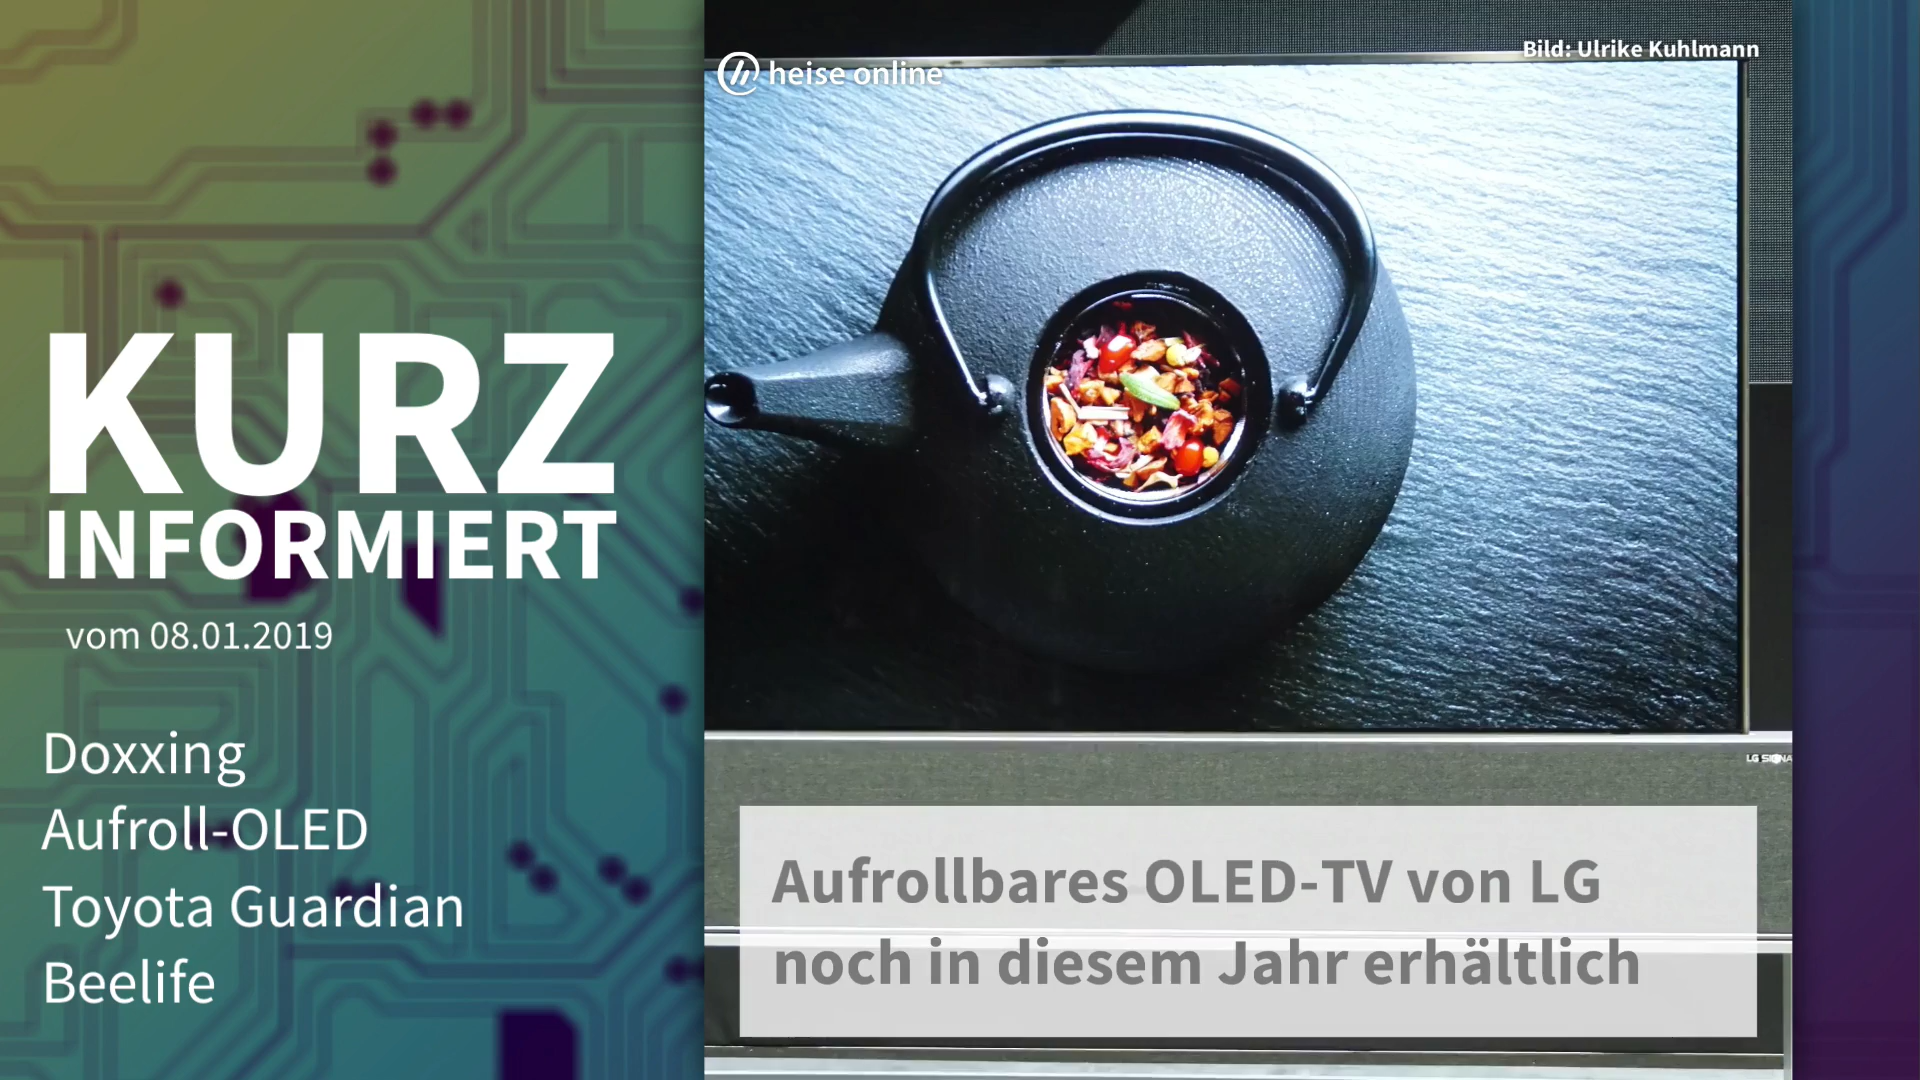 KURZ
INFORMIERT
vom 08.01.2019
Doxxing
Aufroll-OLED
Toyota Guardian
Beelife
heise online
Bild: Ulrike Kuhlmann
Aufrollbares OLED-TV von LG
noch in diesem Jahr erhältlich